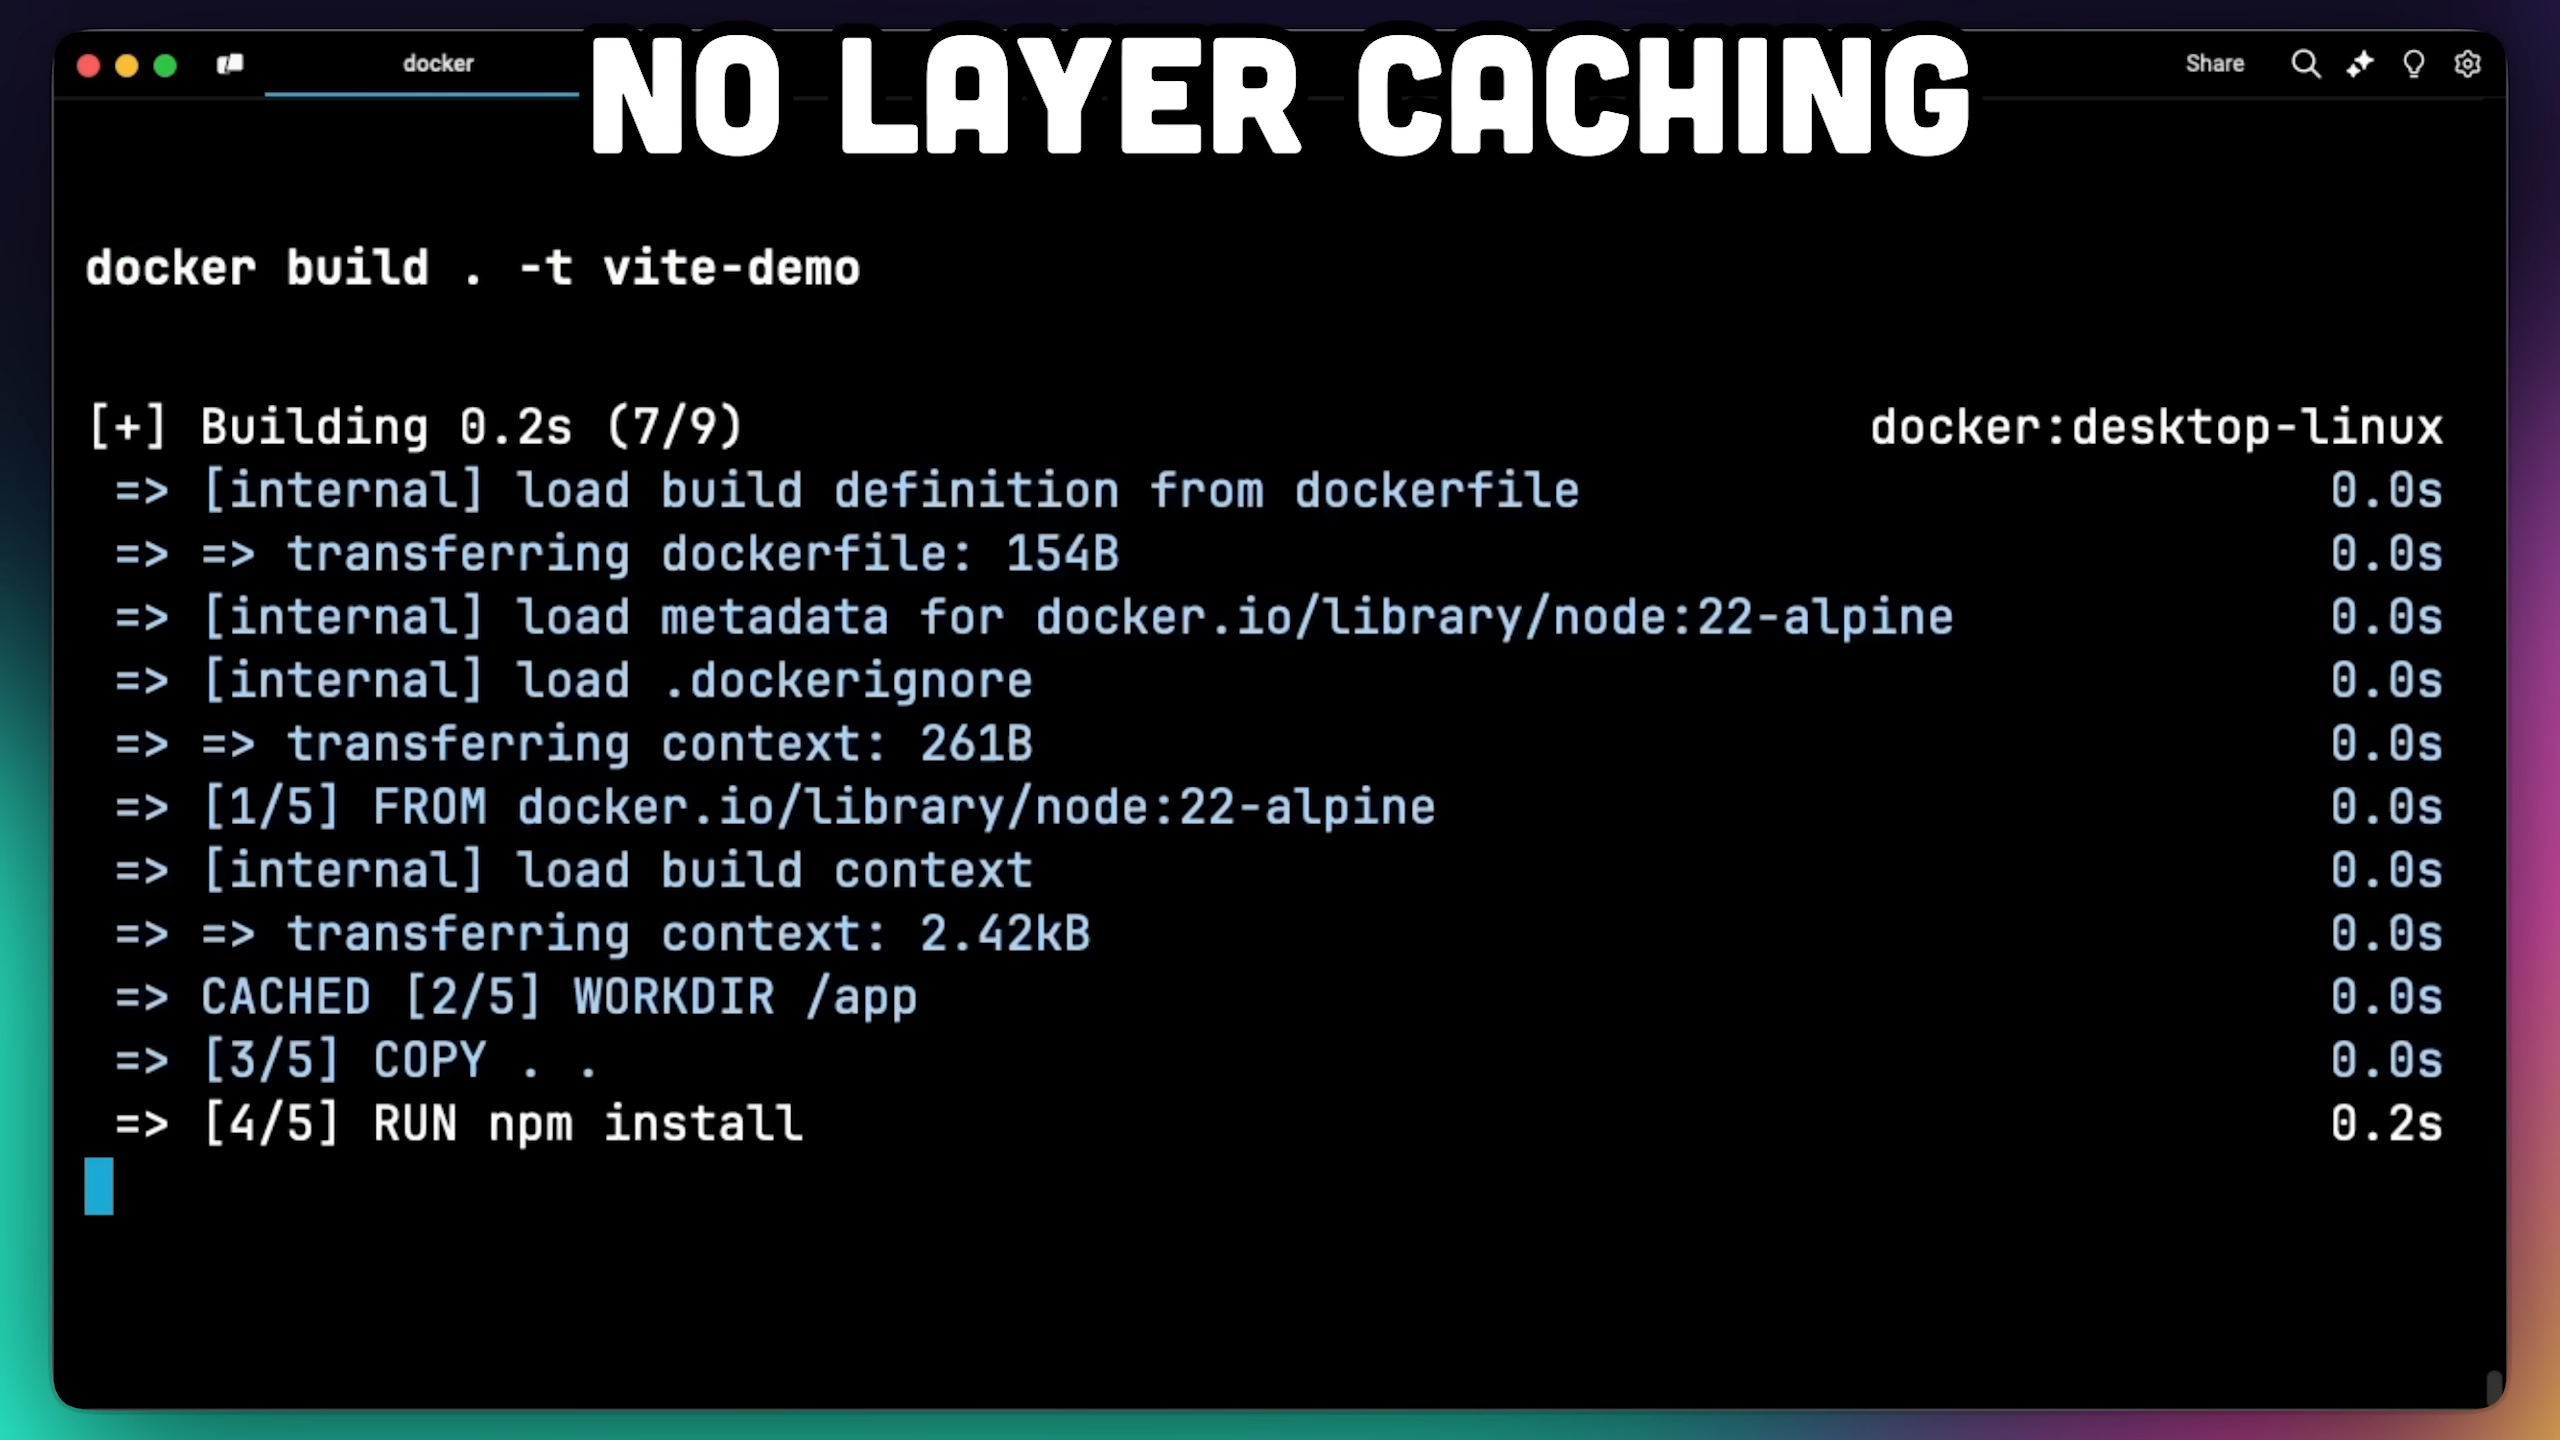 docker
NO LAYER CACHING
Share
docker build . -t vite-demo
[+] Building 0.2s (7/9) docker:desktop-linux
=> [internal] load build definition from dockerfile 0.0s
=> => transferring dockerfile: 154B 0.0s
=> [internal] load metadata for docker.io/library/node:22-alpine 0.0s
=> [internal] load .dockerignore 0.0s
=> => transferring context: 261B 0.0s
=> [1/5] FROM docker.io/library/node:22-alpine 0.0s
=> [internal] load build context 0.0s
=> => transferring context: 2.42kB 0.0s
=> CACHED [2/5] WORKDIR /app 0.0s
=> [3/5] COPY . . 0.0s
=> [4/5] RUN npm install 0.2s